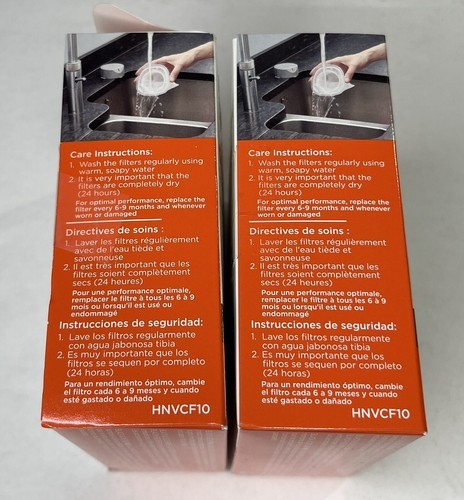 Care Instructions:
1. Wash the filters regularly using
warm, soapy water
2. It is very important that the
filters are completely dry
(24 hours)
For optimal performance, replace the
filter every 6-9 months and whenever
worn or damaged
Directives de soins :
1. Laver les filtres régulièrement
avec de l'eau tiède et
savonneuse
2. Il est très important que les
filtres soient complètement
secs (24 heures)
Pour une performance optimale,
remplacer le filtre à tous les 6 à 9
mois ou lorsqu'il est usé ou
endommagé
Instrucciones de seguridad:
1. Lave los filtros regularmente
con agua jabonosa tibia
2. Es muy importante que los
filtros se sequen por completo
(24 horas)
Para un rendimiento óptimo, cambie
el filtro cada 6 a 9 meses y cuando
esté gastado o dañado
HNVCF10
Care Instructions:
1. Wash the filters regularly using
warm, soapy water
2. It is very important that the
filters are completely dry
(24 hours)
For optimal performance, replace the
filter every 6-9 months and whenever
worn or damaged
Directives de soins :
1. Laver les filtres régulièrement
avec de l'eau tiède et
savonneuse
2. Il est très important que les
filtres soient complètement
secs (24 heures)
Pour une performance optimale,
remplacer le filtre à tous les 6 à 9
mois ou lorsqu'il est usé ou
endommagé
Instrucciones de seguridad:
1. Lave los filtros regularmente
con agua jabonosa tibia
2. Es muy importante que los
filtros se sequen por completo
(24 horas)
Para un rendimiento óptimo, cambie
el filtro cada 6 a 9 meses y cuando
esté gastado o dañado
HNVCF10